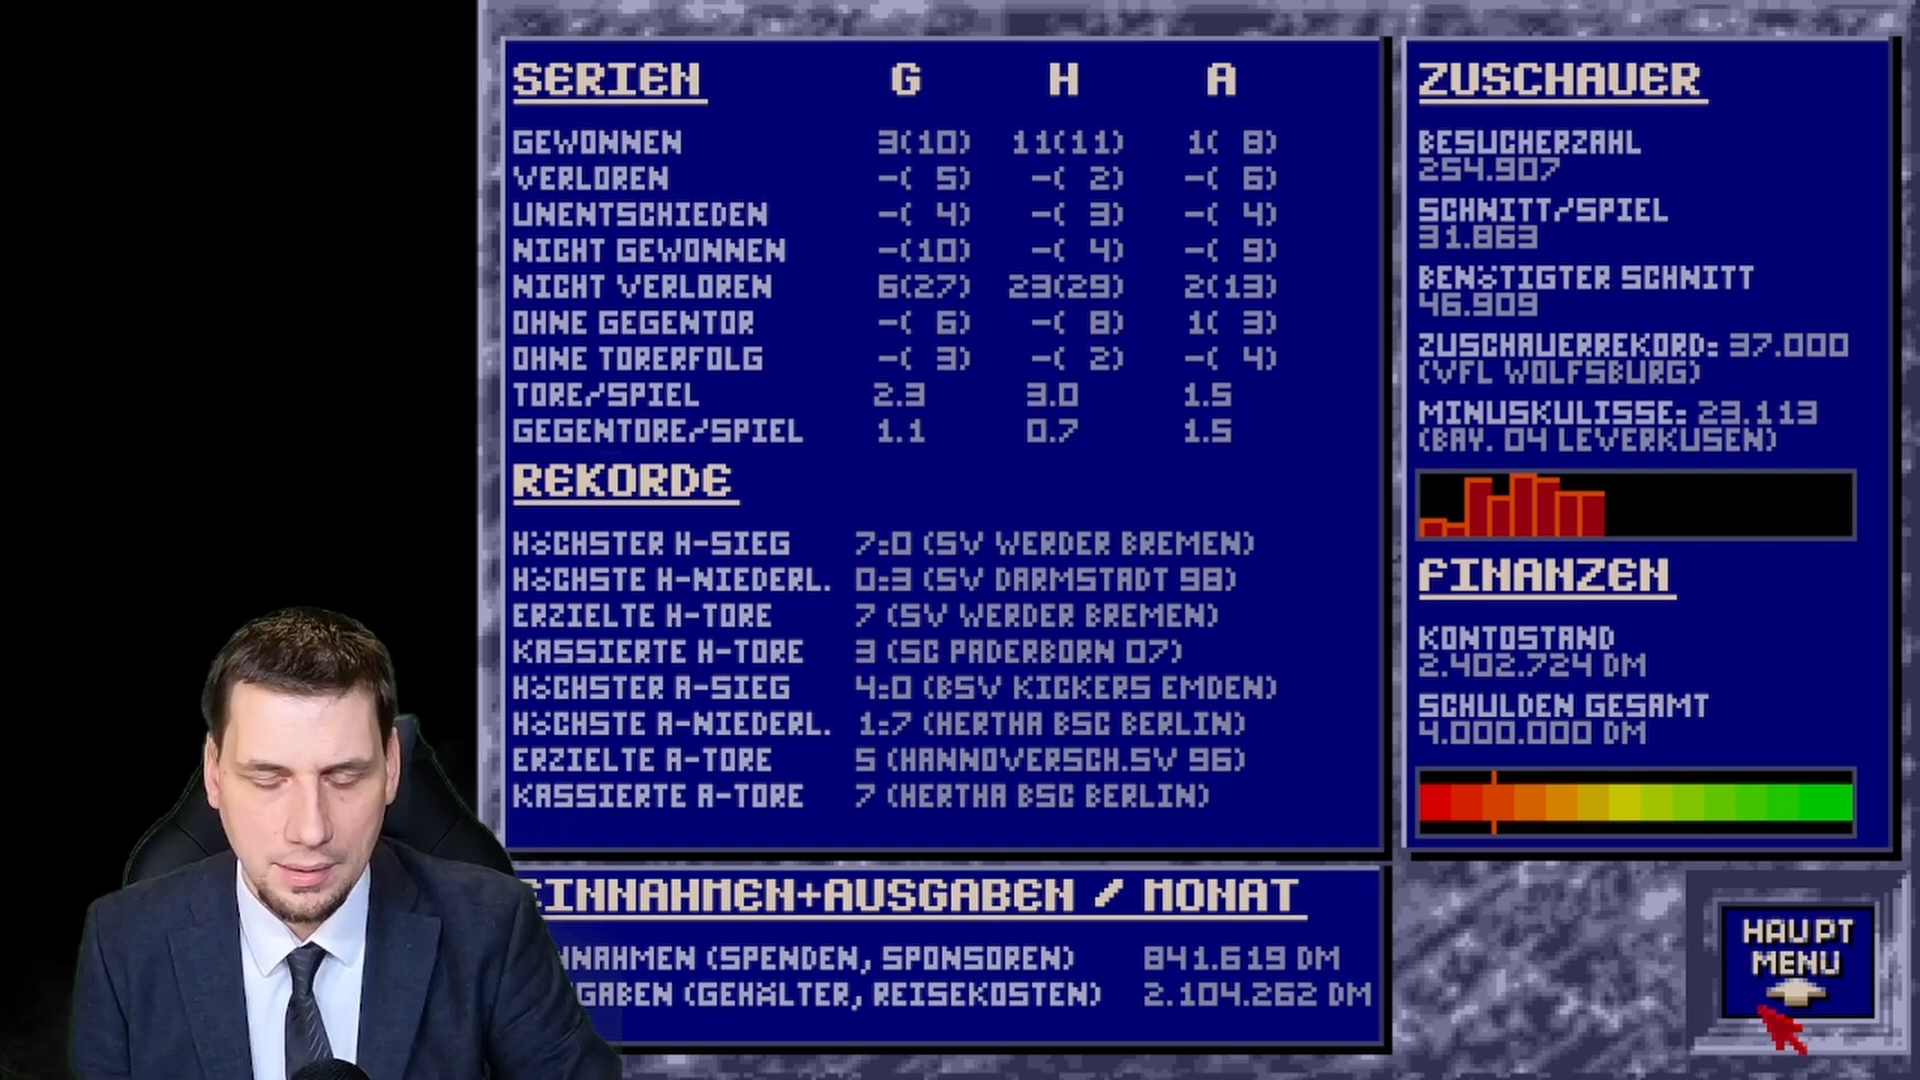 SERIEN G H A
GEWONNEN 3(10) 11(11) 1( 8)
VERLOREN -( 5) -( 2) -( 6)
UNENTSCHIEDEN -( 4) -( 3) -( 4)
NICHT GEWONNEN -(10) -( 4) -( 9)
NICHT VERLOREN 6(27) 23(29) 2(13)
OHNE GEGENTOR -( 6) -( 8) 1( 3)
OHNE TORERFOLG -( 3) -( 2) -( 4)
TORE/SPIEL 2.3 3.0 1.5
GEGENTORE/SPIEL 1.1 0.7 1.5
REKORDE
HÖCHSTER H-SIEG 7:0 (SV WERDER BREMEN)
HÖCHSTE H-NIEDERL. 0:3 (SV DARMSTADT 98)
ERZIELTE H-TORE 7 (SV WERDER BREMEN)
KASSIERTE H-TORE 3 (SC PADERBORN 07)
HÖCHSTER A-SIEG 4:0 (BSV KICKERS EMDEN)
HÖCHSTE A-NIEDERL. 1:7 (HERTHA BSC BERLIN)
ERZIELTE A-TORE 5 (HANNOVERSCH.SV 96)
KASSIERTE A-TORE 7 (HERTHA BSC BERLIN)
EINNAHMEN+AUSGABEN / MONAT
NNAHMEN (SPENDEN, SPONSOREN) 841.619 DM
GABEN (GEHÄLTER, REISEKOSTEN) 2.104.262 DM
ZUSCHAUER
BESUCHERZAHL
254.907
SCHNITT/SPIEL
31.863
BENÖTIGTER SCHNITT
46.909
ZUSCHAUERREKORD: 37.000
(VFL WOLFSBURG)
MINUSKULISSE: 23.113
(BAY. 04 LEVERKUSEN)
FINANZEN
KONTOSTAND
2.402.724 DM
SCHULDEN GESAMT
4.000.000 DM
HAUPT
MENU